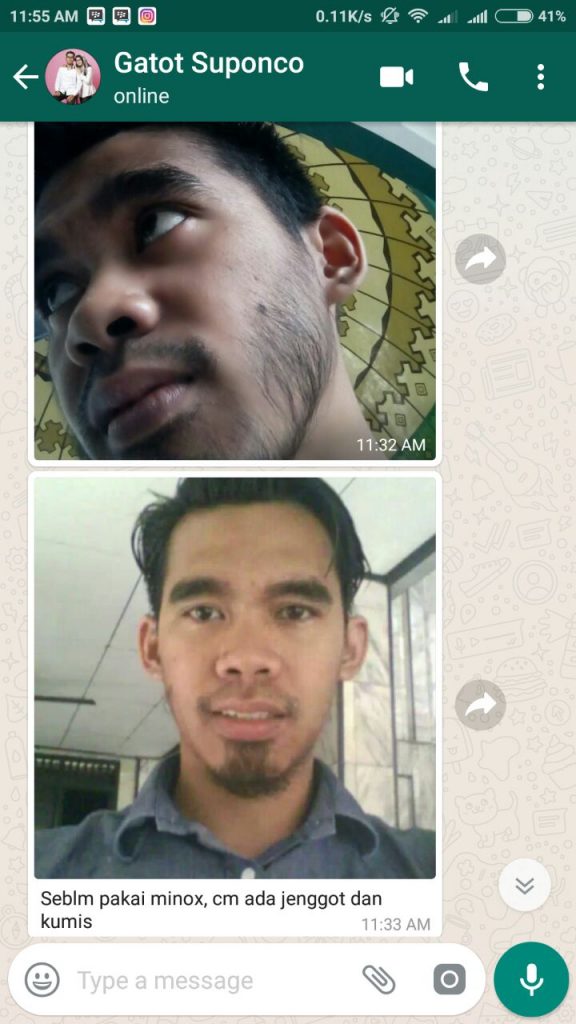 11:55 AM 0.11K/s 41%
Gatot Suponco
online
11:32 AM
Seblm pakai minox, cm ada jenggot dan
kumis 11:33 AM
Type a message